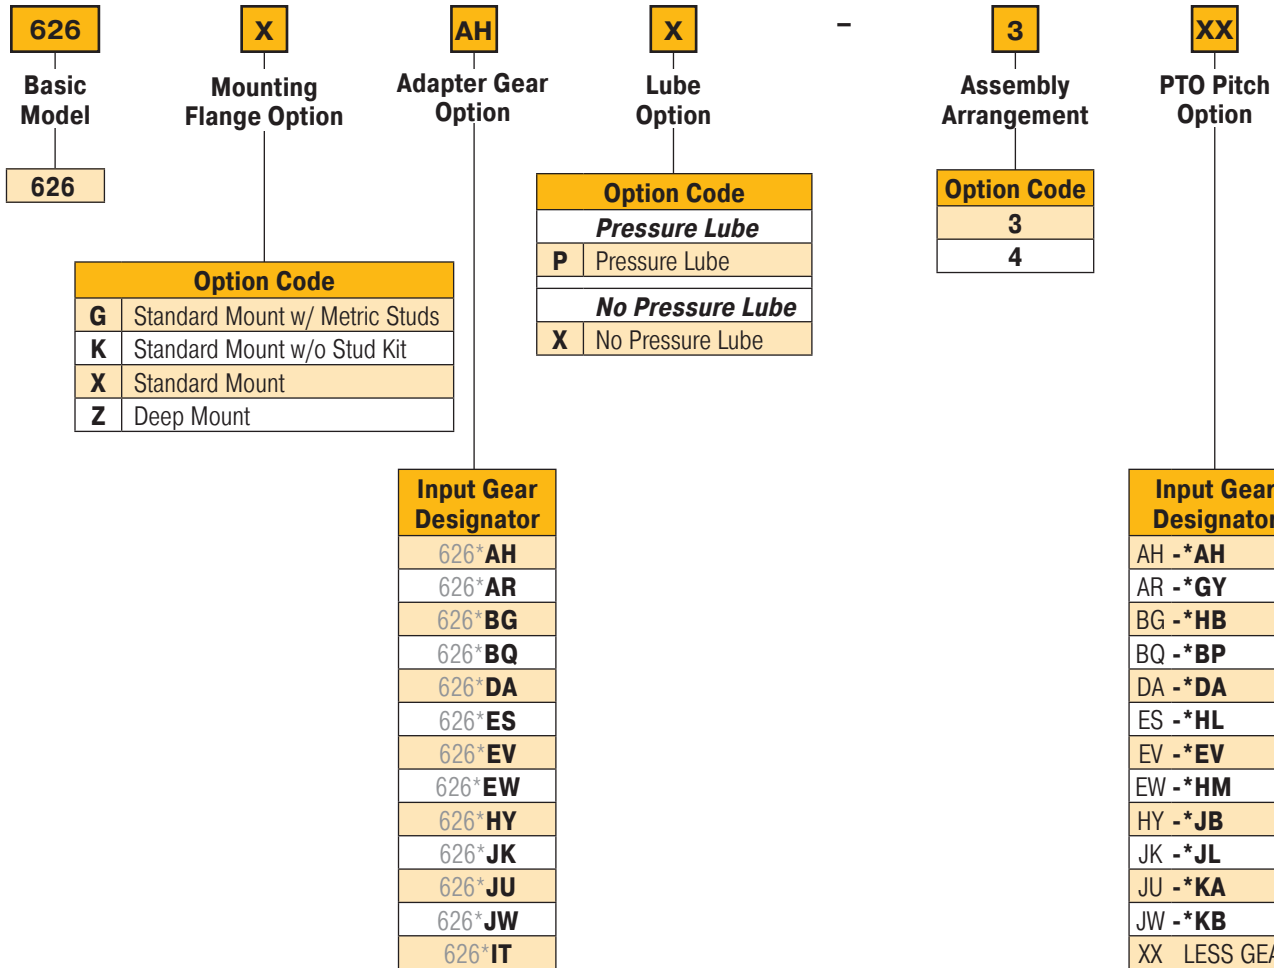 626 X AH X – 3 XX
Basic Model
Mounting Flange Option
Adapter Gear Option
Lube Option
Assembly Arrangement
PTO Pitch Option
626
Option Code
G Standard Mount w/ Metric Studs
K Standard Mount w/o Stud Kit
X Standard Mount
Z Deep Mount
Option Code
Pressure Lube
P Pressure Lube
No Pressure Lube
X No Pressure Lube
Option Code
3
4
Input Gear
Designator
626*AH
626*AR
626*BG
626*BQ
626*DA
626*ES
626*EV
626*EW
626*HY
626*JK
626*JU
626*JW
626*IT
Input Gear
Designator
AH -*AH
AR -*GY
BG -*HB
BQ -*BP
DA -*DA
ES -*HL
EV -*EV
EW -*HM
HY -*JB
JK -*JL
JU -*KA
JW -*KB
XX LESS GEA